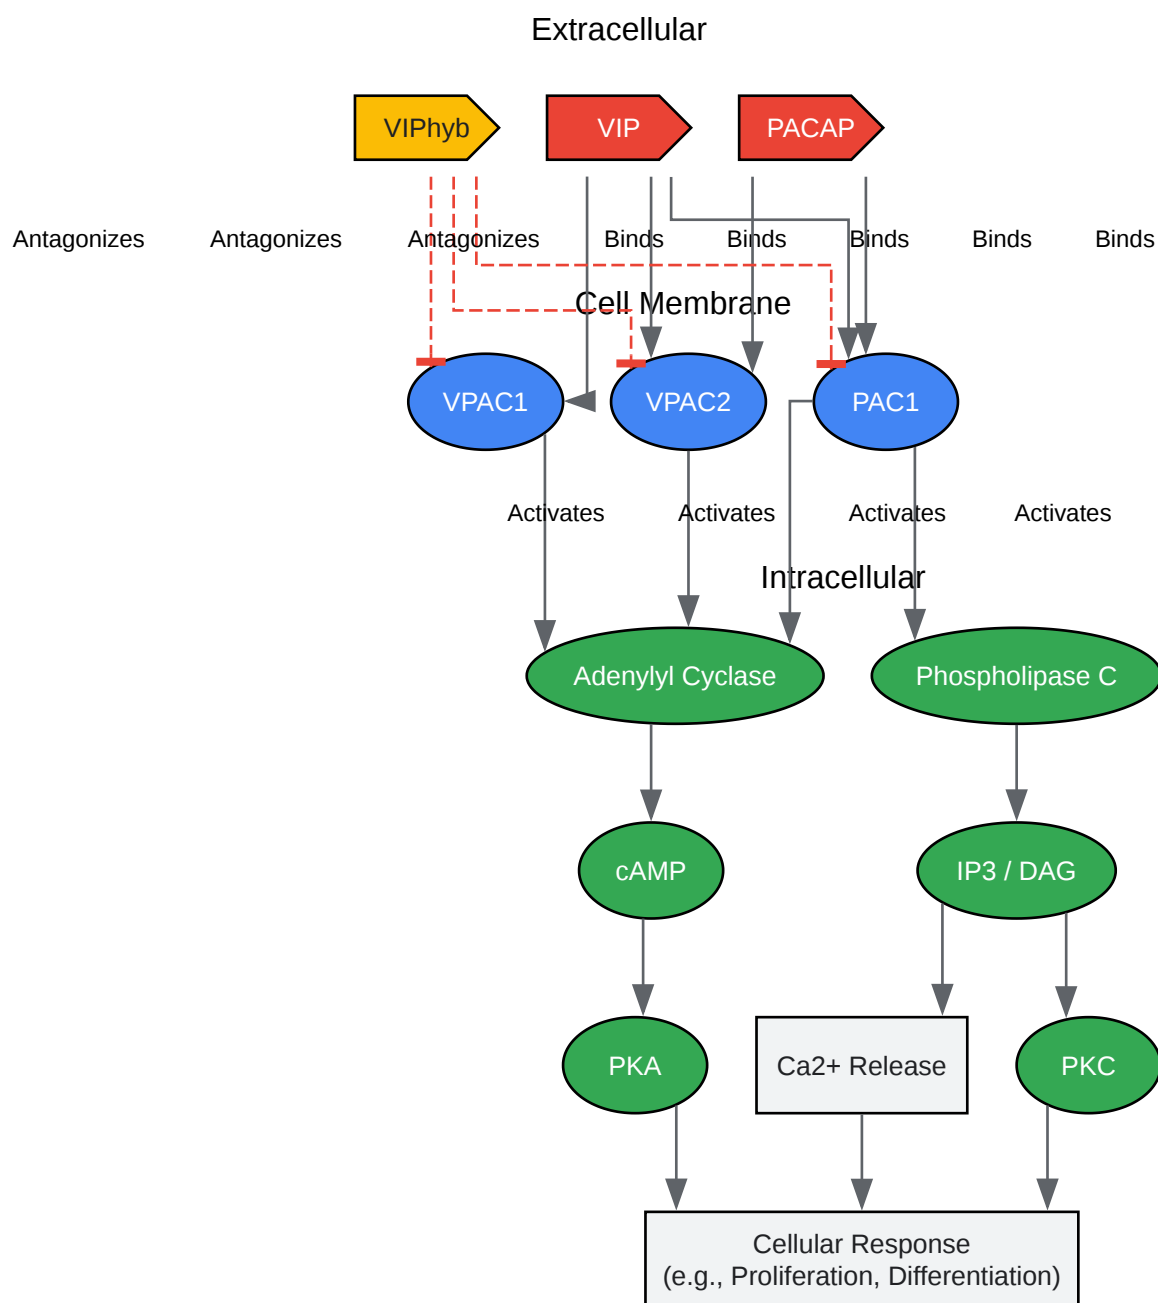 Extracellular
VIPhyb
VIP
PACAP
Antagonizes
Antagonizes
Antagonizes
Binds
Binds
Binds
Binds
Binds
Cell Membrane
VPAC1
VPAC2
PAC1
Activates
Activates
Activates
Activates
Intracellular
Adenylyl Cyclase
Phospholipase C
cAMP
IP3 / DAG
PKA
Ca2+ Release
PKC
Cellular Response
(e.g., Proliferation, Differentiation)